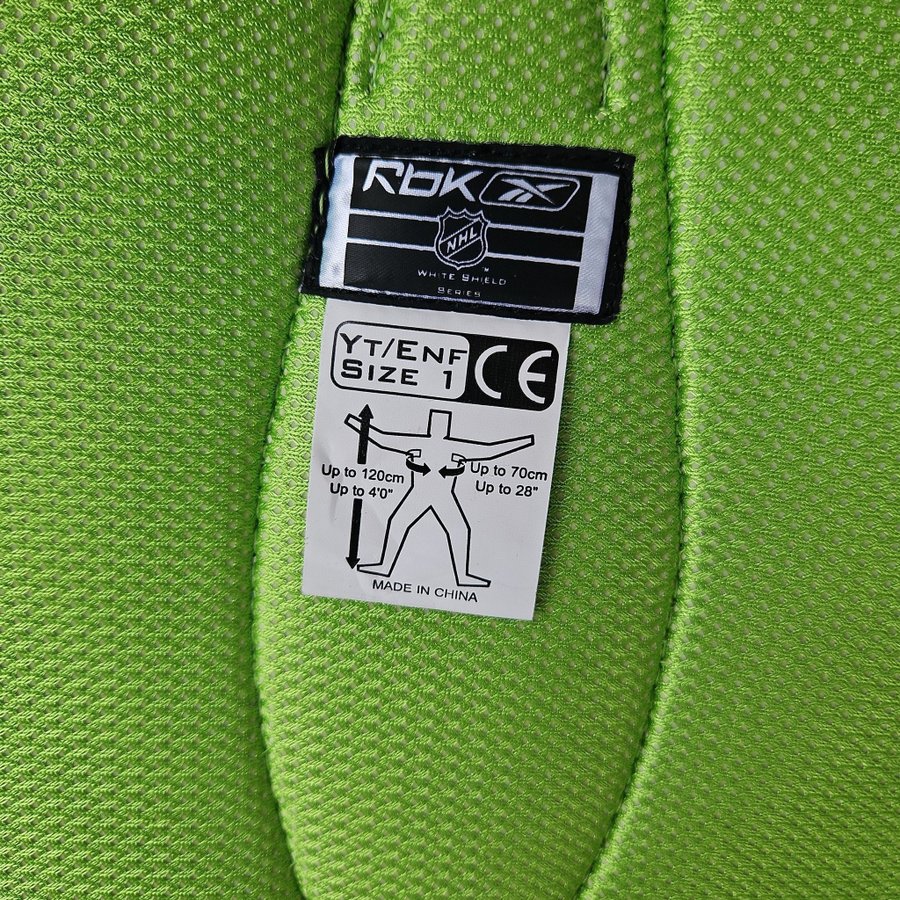 RBK
NHL
™
WHITE SHIELD
SERIES
YT/ENF
SIZE 1
CE
Up to 120cm
Up to 4'0"
Up to 70cm
Up to 28"
MADE IN CHINA